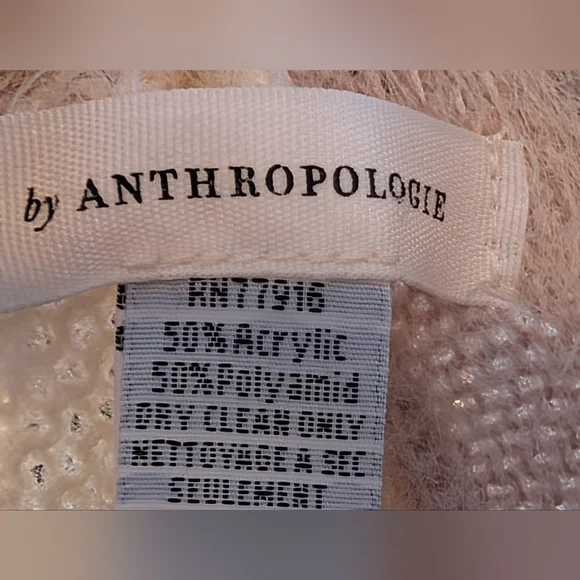 by ANTHROPOLOGIE
RN77916
50% Acrylic
50% Polyamid
DRY CLEAN ONLY
NETTOYAGE A SEC
SEULEMENT